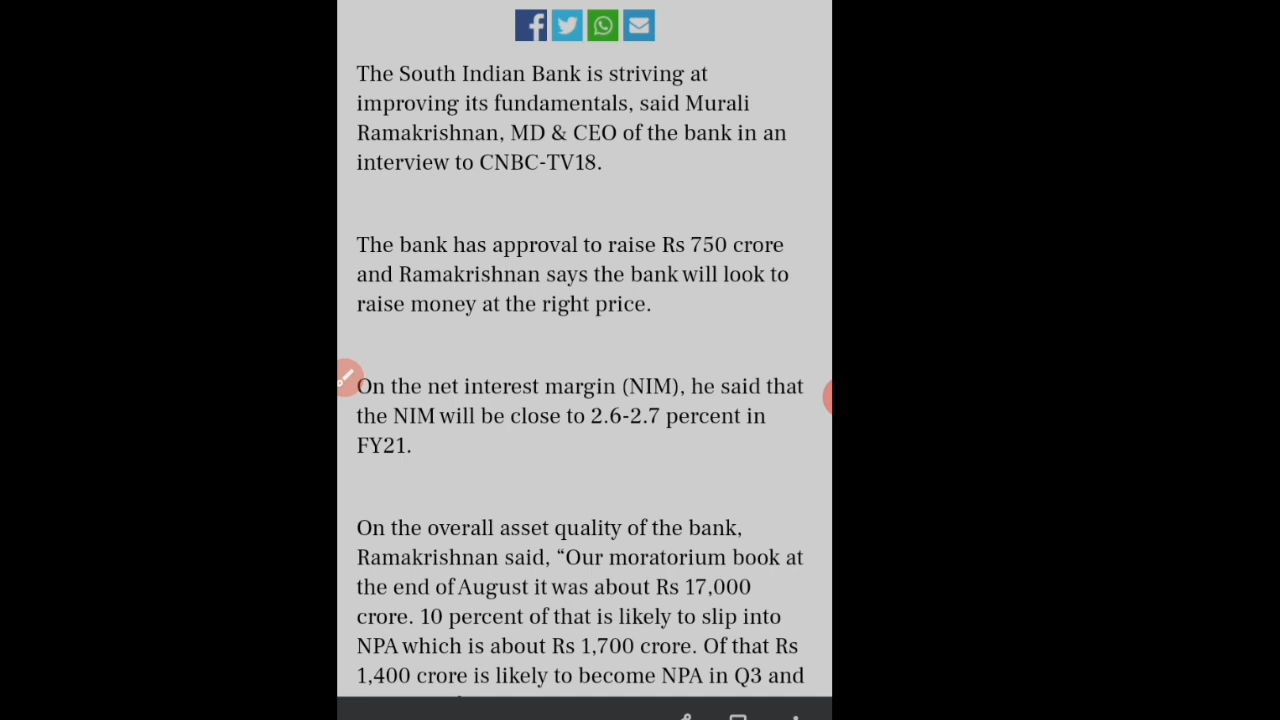 The South Indian Bank is striving at
improving its fundamentals, said Murali
Ramakrishnan, MD & CEO of the bank in an
interview to CNBC-TV18.
The bank has approval to raise Rs 750 crore
and Ramakrishnan says the bank will look to
raise money at the right price.
On the net interest margin (NIM), he said that
the NIM will be close to 2.6-2.7 percent in
FY21.
On the overall asset quality of the bank,
Ramakrishnan said, “Our moratorium book at
the end of August it was about Rs 17,000
crore. 10 percent of that is likely to slip into
NPA which is about Rs 1,700 crore. Of that Rs
1,400 crore is likely to become NPA in Q3 and